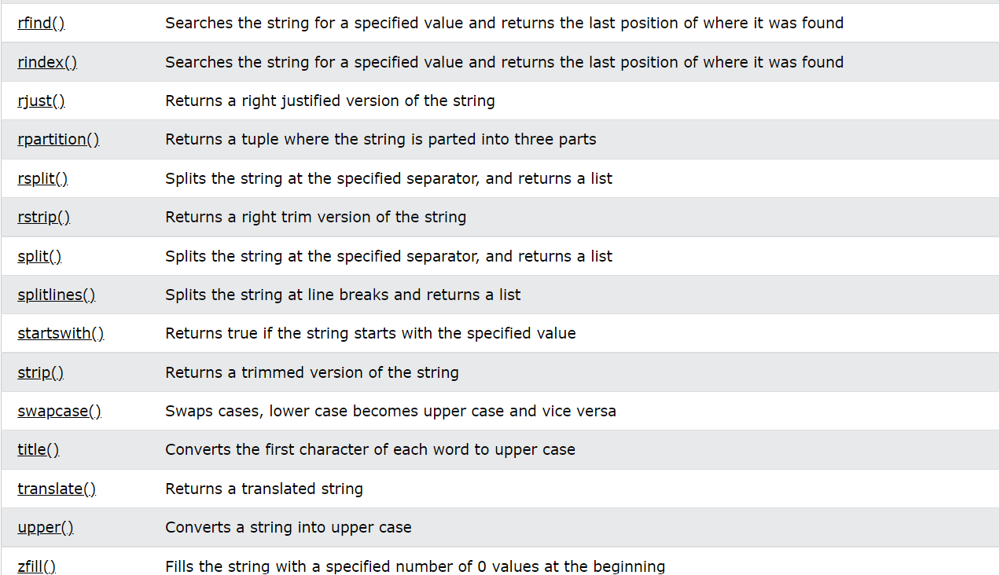 rfind() Searches the string for a specified value and returns the last position of where it was found
rindex() Searches the string for a specified value and returns the last position of where it was found
rjust() Returns a right justified version of the string
rpartition() Returns a tuple where the string is parted into three parts
rsplit() Splits the string at the specified separator, and returns a list
rstrip() Returns a right trim version of the string
split() Splits the string at the specified separator, and returns a list
splitlines() Splits the string at line breaks and returns a list
startswith() Returns true if the string starts with the specified value
strip() Returns a trimmed version of the string
swapcase() Swaps cases, lower case becomes upper case and vice versa
title() Converts the first character of each word to upper case
translate() Returns a translated string
upper() Converts a string into upper case
zfill() Fills the string with a specified number of 0 values at the beginning